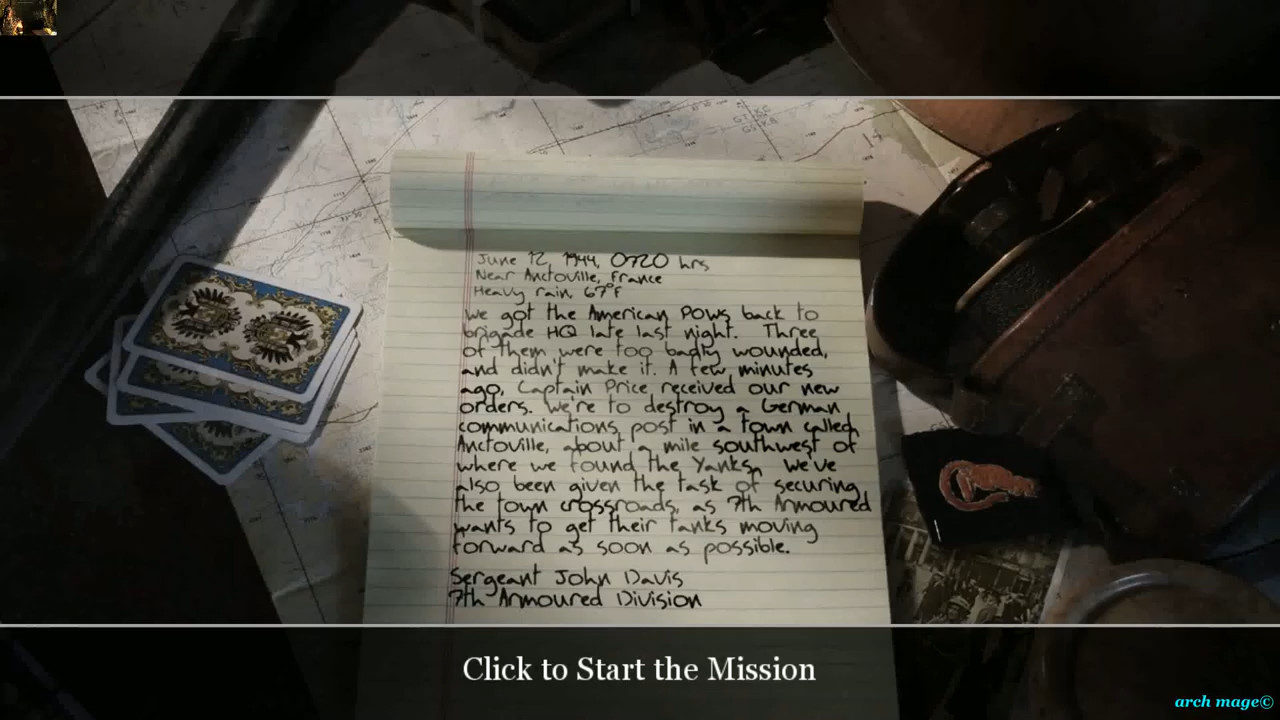 June 12, 1944, 0720 hrs
Near Anctoville, France
Heavy rain, 67°F
We got the American POWs back to
brigade HQ late last night. Three
of them were too badly wounded,
and didn't make it. A few minutes
ago, Captain Price received our new
orders. We're to destroy a German
communications post in a town called
Anctoville, about a mile southwest of
where we found the Yanks. We've
also been given the task of securing
the town crossroads, as 7th Armoured
wants to get their tanks moving
forward as soon as possible.
Sergeant John Davis
7th Armoured Division
Click to Start the Mission
arch mage©